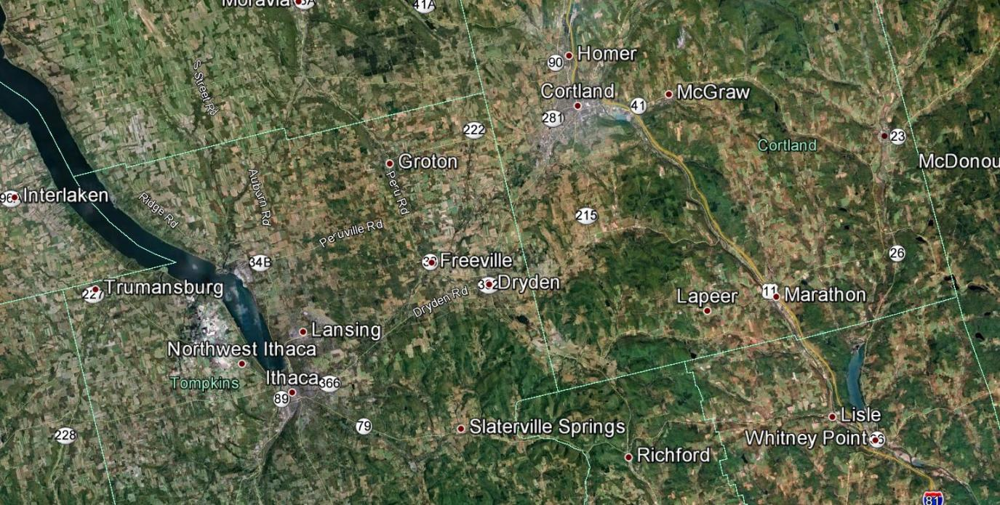 Moravia
41A
Homer
90
S Street Rd
Cortland
McGraw
41
281
222
23
Cortland
Groton
McDonou
Auburn Rd
Peru Rd
Interlaken
Ridge Rd
215
Peruville Rd
34B
Freeville
26
Dryden
Trumansburg
227
Dryden Rd
Lapeer
11
Marathon
Lansing
Northwest Ithaca
Ithaca
366
Tompkins
89
Lisle
79
Slaterville Springs
228
Whitney Point
Richford
81